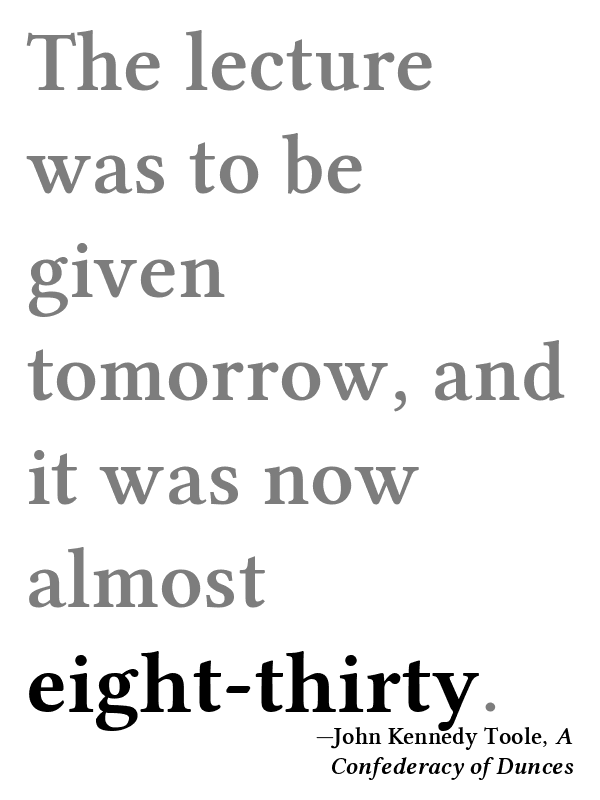 The lecture
was to be
given
tomorrow, and
it was now
almost
eight-thirty.
—John Kennedy Toole, A
Confederacy of Dunces